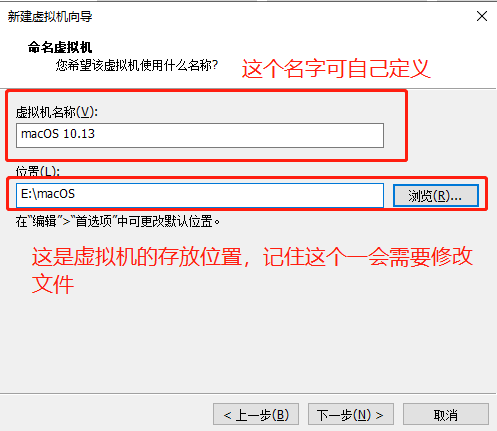 新建虚拟机向导
命名虚拟机
您希望该虚拟机使用什么名称?
这个名字可自己定义
虚拟机名称(V):
macOS 10.13
位置(L):
E:\macOS
浏览(R)...
在“编辑”>“首选项”中可更改默认位置。
这是虚拟机的存放位置，记住这个一会需要修改
文件
< 上一步(B)
下一步(N) >
取消